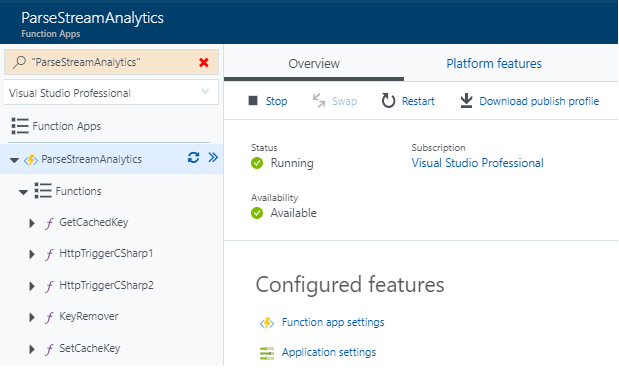 ParseStreamAnalytics
Function Apps
"ParseStreamAnalytics"
Visual Studio Professional
Function Apps
ParseStreamAnalytics
Functions
GetCachedKey
HttpTriggerCSharp1
HttpTriggerCSharp2
KeyRemover
SetCacheKey
Overview Platform features
Stop Swap Restart Download publish profile
Status Subscription
Running Visual Studio Professional
Availability
Available
Configured features
Function app settings
Application settings